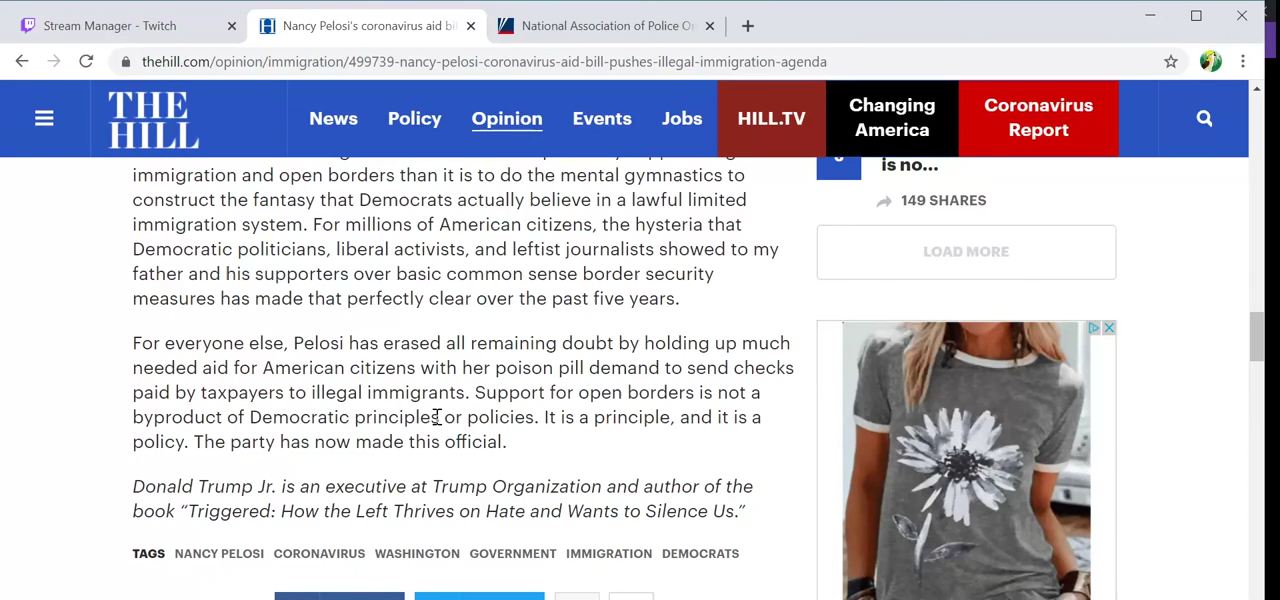 Stream Manager - Twitch
Nancy Pelosi's coronavirus aid bil
National Association of Police Or
thehill.com/opinion/immigration/499739-nancy-pelosi-coronavirus-aid-bill-pushes-illegal-immigration-agenda
THE HILL
News
Policy
Opinion
Events
Jobs
HILL.TV
Changing America
Coronavirus Report
immigration and open borders than it is to do the mental gymnastics to
construct the fantasy that Democrats actually believe in a lawful limited
immigration system. For millions of American citizens, the hysteria that
Democratic politicians, liberal activists, and leftist journalists showed to my
father and his supporters over basic common sense border security
measures has made that perfectly clear over the past five years.
For everyone else, Pelosi has erased all remaining doubt by holding up much
needed aid for American citizens with her poison pill demand to send checks
paid by taxpayers to illegal immigrants. Support for open borders is not a
byproduct of Democratic principles or policies. It is a principle, and it is a
policy. The party has now made this official.
Donald Trump Jr. is an executive at Trump Organization and author of the
book “Triggered: How the Left Thrives on Hate and Wants to Silence Us.”
TAGS NANCY PELOSI CORONAVIRUS WASHINGTON GOVERNMENT IMMIGRATION DEMOCRATS
is no...
149 SHARES
LOAD MORE